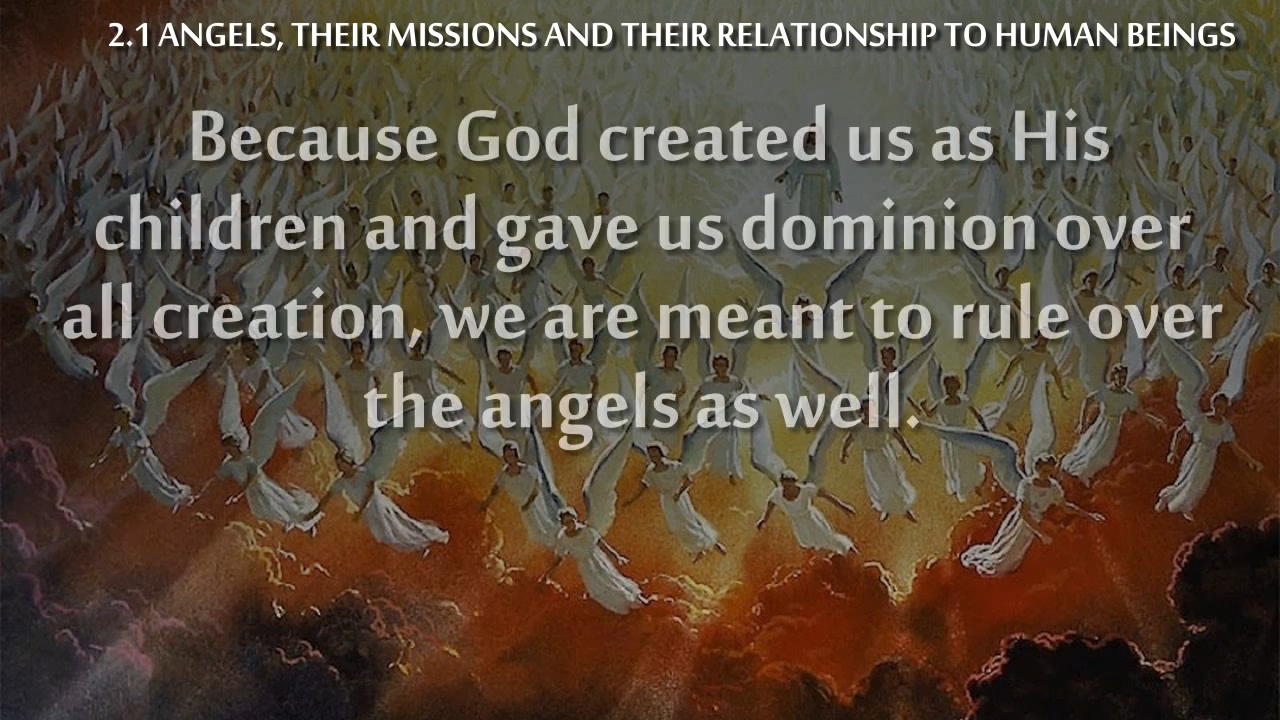 2.1 ANGELS, THEIR MISSIONS AND THEIR RELATIONSHIP TO HUMAN BEINGS
Because God created us as His
children and gave us dominion over
all creation, we are meant to rule over
the angels as well.